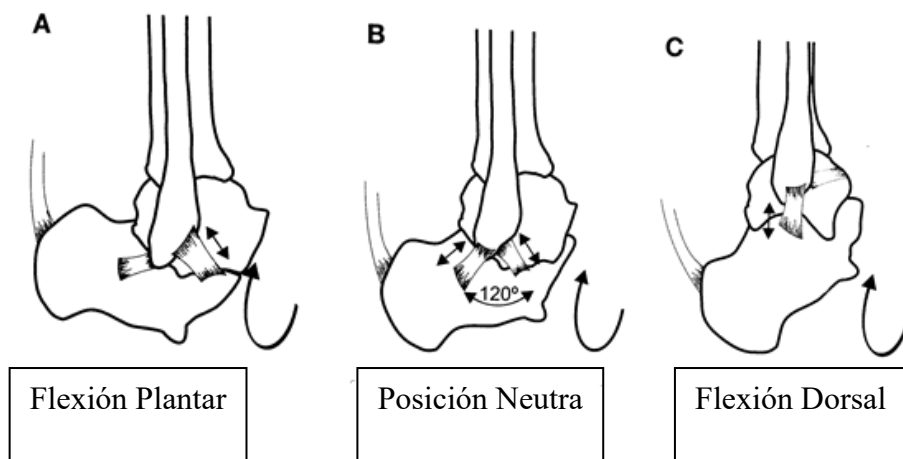 A
B
C
120º
Flexión Plantar
Posición Neutra
Flexión Dorsal